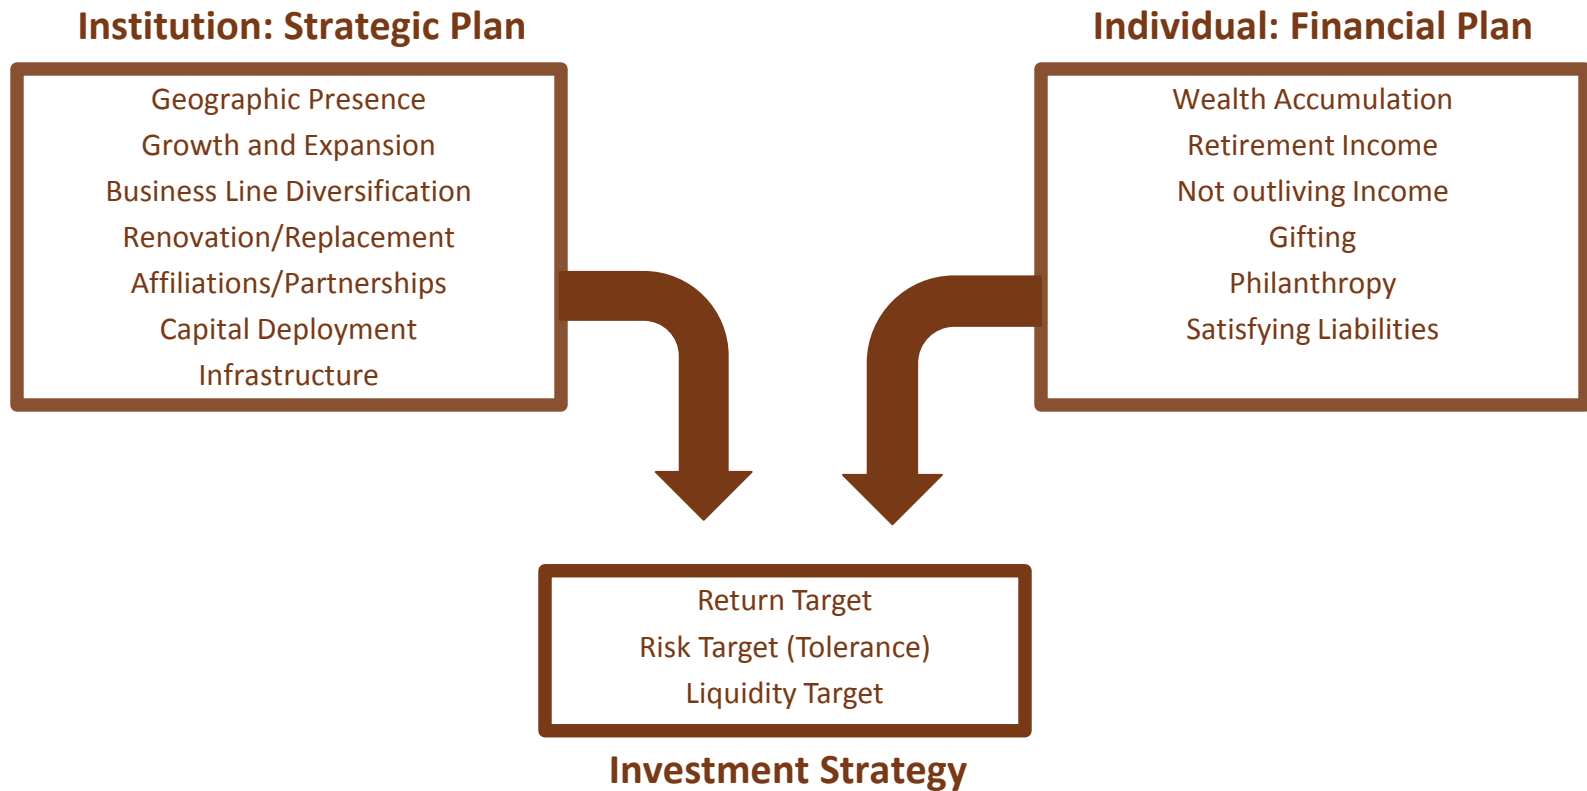 Institution: Strategic Plan
Geographic Presence
Growth and Expansion
Business Line Diversification
Renovation/Replacement
Affiliations/Partnerships
Capital Deployment
Infrastructure
Individual: Financial Plan
Wealth Accumulation
Retirement Income
Not outliving Income
Gifting
Philanthropy
Satisfying Liabilities
Return Target
Risk Target (Tolerance)
Liquidity Target
Investment Strategy